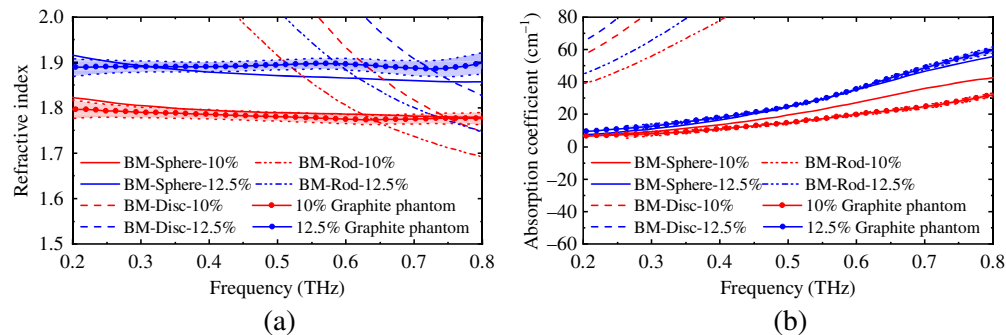 2.0
1.9
1.8
1.7
1.6
1.5
Refractive index
BM-Sphere-10%
BM-Sphere-12.5%
BM-Disc-10%
BM-Disc-12.5%
BM-Rod-10%
BM-Rod-12.5%
10% Graphite phantom
12.5% Graphite phantom
0.2 0.3 0.4 0.5 0.6 0.7 0.8
Frequency (THz)
(a)
80
60
40
20
0
−20
−40
−60
Absorption coefficient (cm⁻¹)
BM-Sphere-10%
BM-Sphere-12.5%
BM-Disc-10%
BM-Disc-12.5%
BM-Rod-10%
BM-Rod-12.5%
10% Graphite phantom
12.5% Graphite phantom
0.2 0.3 0.4 0.5 0.6 0.7 0.8
Frequency (THz)
(b)